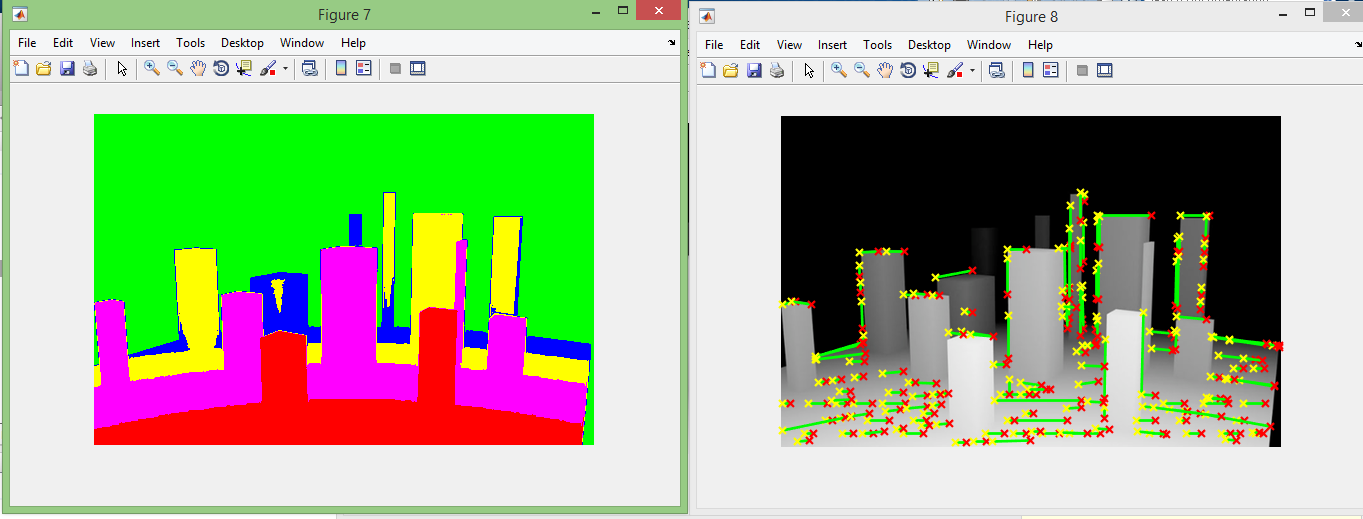 Figure 7
File Edit View Insert Tools Desktop Window Help
Figure 8
File Edit View Insert Tools Desktop Window Help